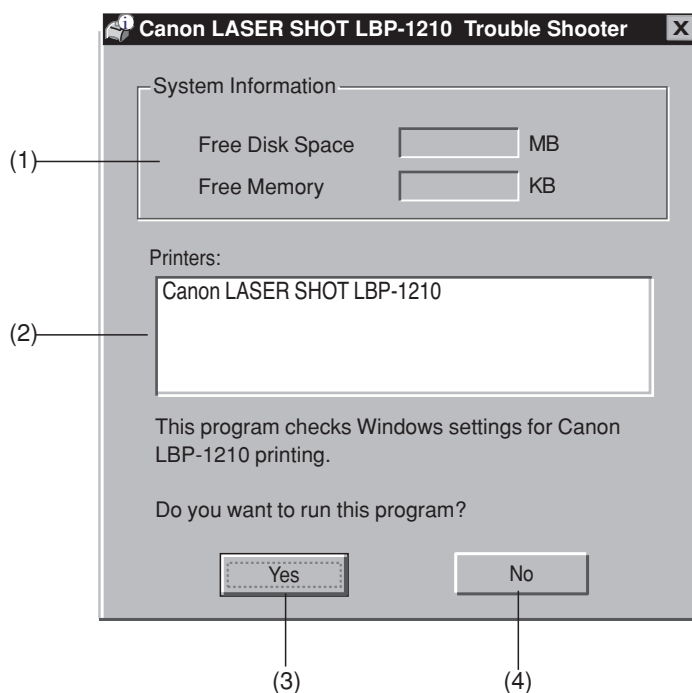 Canon LASER SHOT LBP-1210 Trouble Shooter X
System Information
Free Disk Space MB
(1)
Free Memory KB
Printers:
Canon LASER SHOT LBP-1210
(2)
This program checks Windows settings for Canon
LBP-1210 printing.
Do you want to run this program?
Yes No
(3) (4)